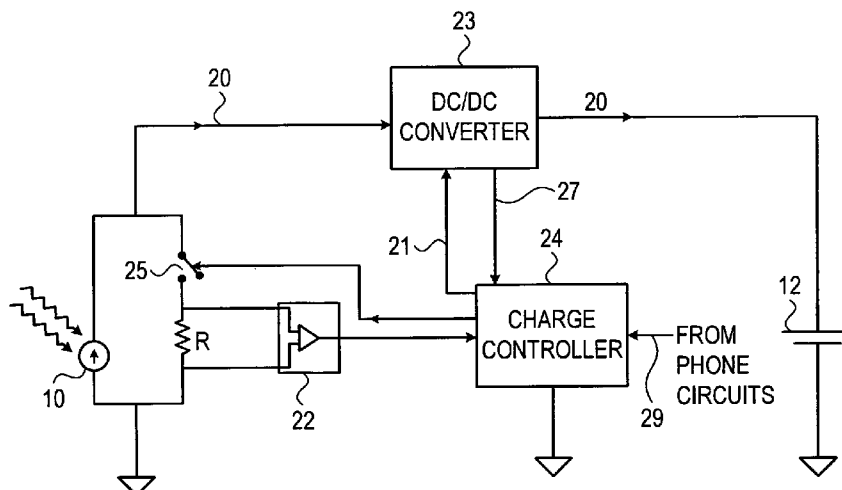 23
20
DC/DC
CONVERTER
20
27
21
24
25
12
R
CHARGE
CONTROLLER
FROM
PHONE
CIRCUITS
10
22
29